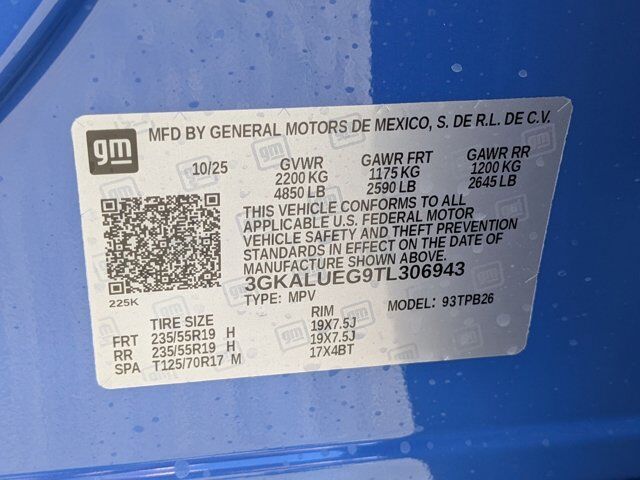 gm
MFD BY GENERAL MOTORS DE MEXICO, S. DE R.L. DE C.V.
10/25 GVWR GAWR FRT GAWR RR
2200 KG 1175 KG 1200 KG
4850 LB 2590 LB 2645 LB
THIS VEHICLE CONFORMS TO ALL
APPLICABLE U.S. FEDERAL MOTOR
VEHICLE SAFETY AND THEFT PREVENTION
STANDARDS IN EFFECT ON THE DATE OF
MANUFACTURE SHOWN ABOVE.
3GKALUEG9TL306943
225K
TYPE: MPV MODEL: 93TPB26
TIRE SIZE RIM
FRT 235/55R19 H 19X7.5J
RR 235/55R19 H 19X7.5J
SPA T125/70R17 M 17X4BT